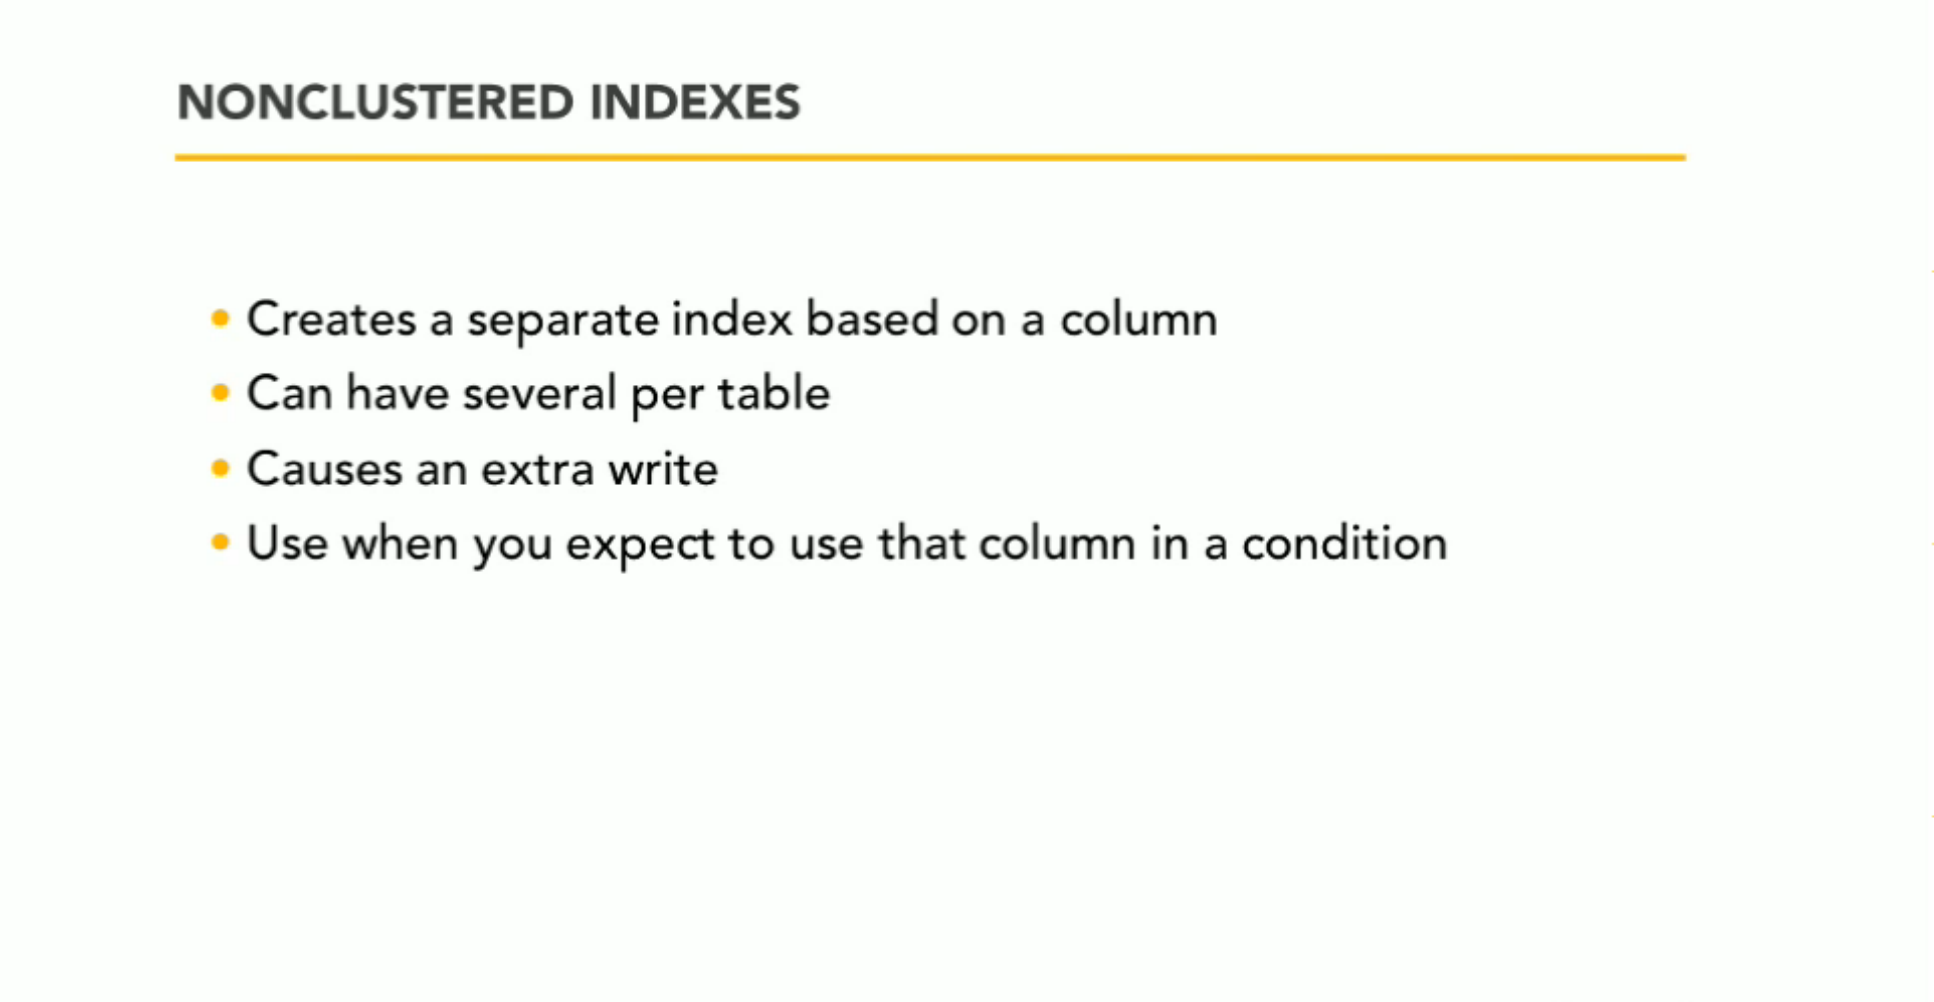 NONCLUSTERED INDEXES
• Creates a separate index based on a column
• Can have several per table
• Causes an extra write
• Use when you expect to use that column in a condition